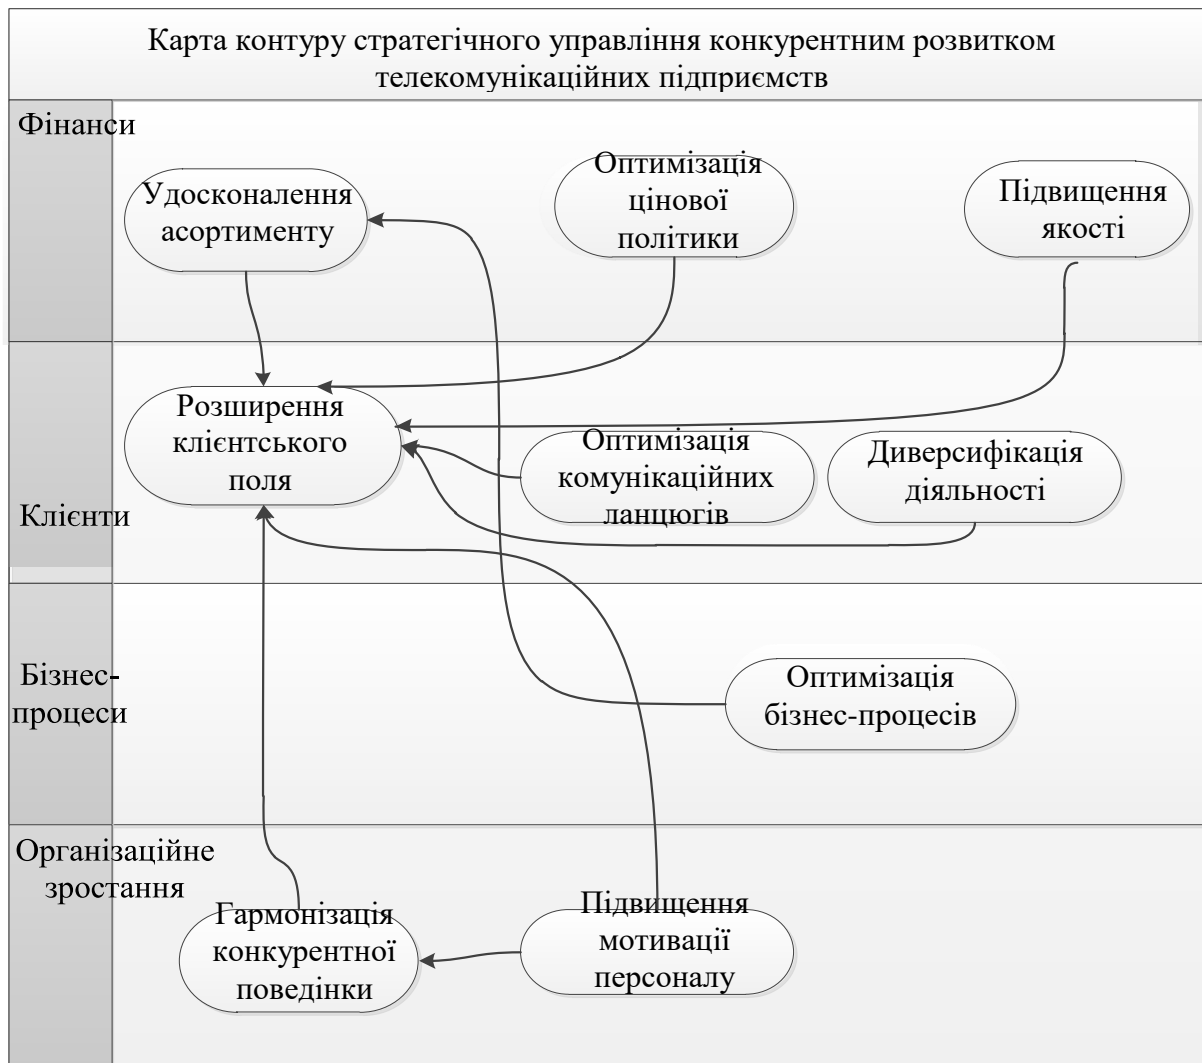 Карта контуру стратегічного управління конкурентним розвитком
телекомунікаційних підприємств
Фінанси
Удосконалення
асортименту
Оптимізація
цінової
політики
Підвищення
якості
Клієнти
Розширення
клієнтського
поля
Оптимізація
комунікаційних
ланцюгів
Диверсифікація
діяльності
Бізнес-
процеси
Оптимізація
бізнес-процесів
Організаційне
зростання
Гармонізація
конкурентної
поведінки
Підвищення
мотивації
персоналу